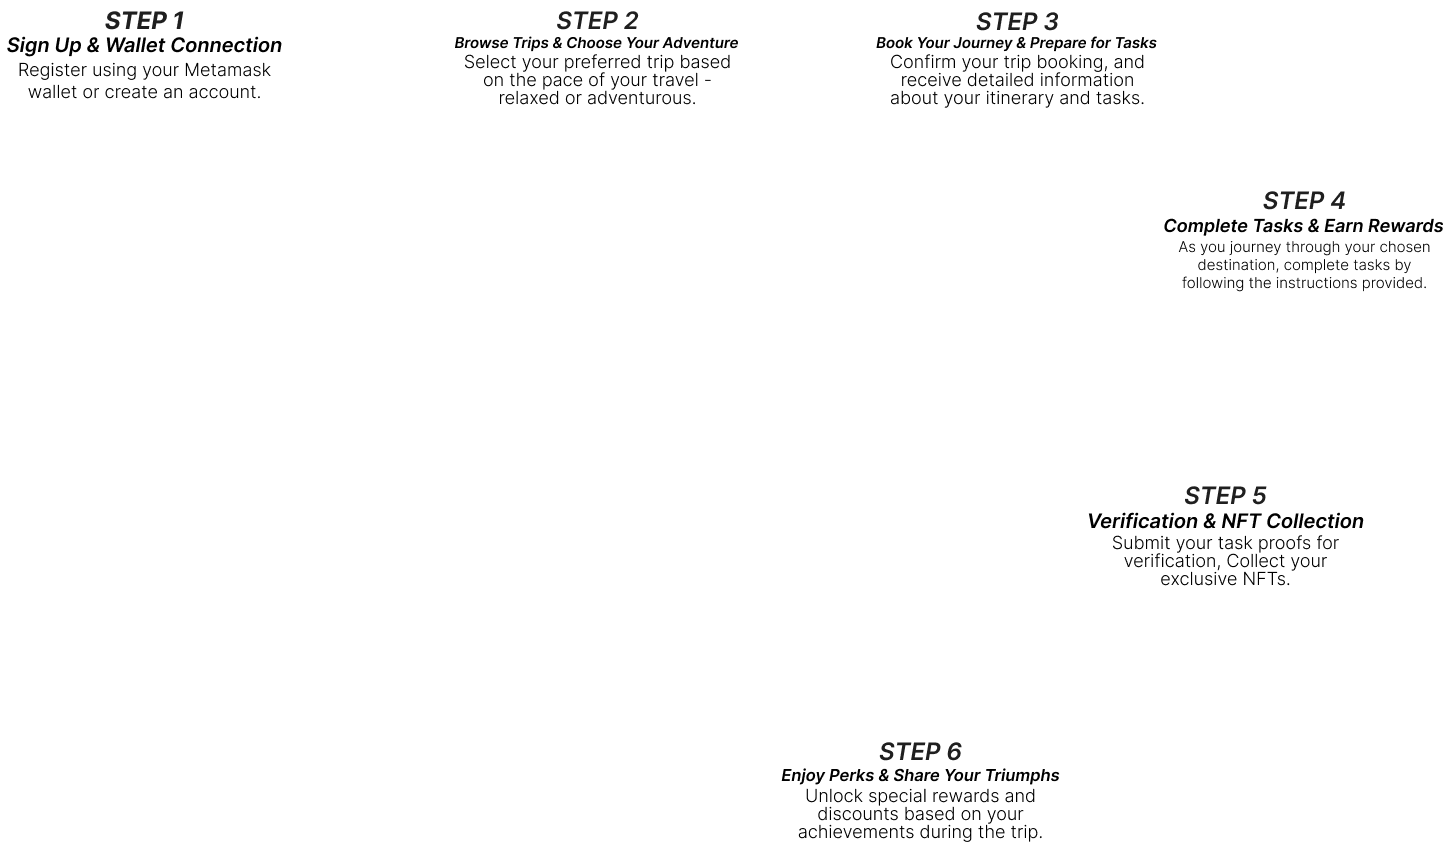 STEP 1
Sign Up & Wallet Connection
Register using your Metamask
wallet or create an account.
STEP 2
Browse Trips & Choose Your Adventure
Select your preferred trip based
on the pace of your travel -
relaxed or adventurous.
STEP 3
Book Your Journey & Prepare for Tasks
Confirm your trip booking, and
receive detailed information
about your itinerary and tasks.
STEP 4
Complete Tasks & Earn Rewards
As you journey through your chosen
destination, complete tasks by
following the instructions provided.
STEP 5
Verification & NFT Collection
Submit your task proofs for
verification, Collect your
exclusive NFTs.
STEP 6
Enjoy Perks & Share Your Triumphs
Unlock special rewards and
discounts based on your
achievements during the trip.